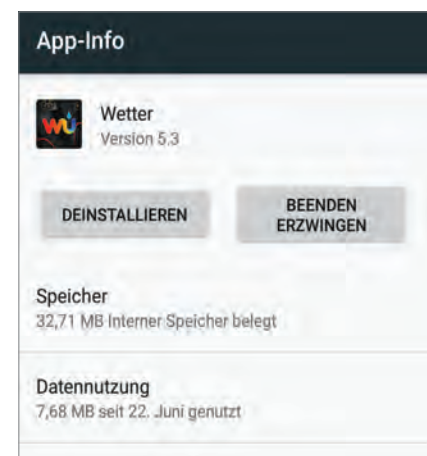 App-Info
wu
Wetter
Version 5.3
DEINSTALLIEREN
BEENDEN
ERZWINGEN
Speicher
32,71 MB Interner Speicher belegt
Datennutzung
7,68 MB seit 22. Juni genutzt